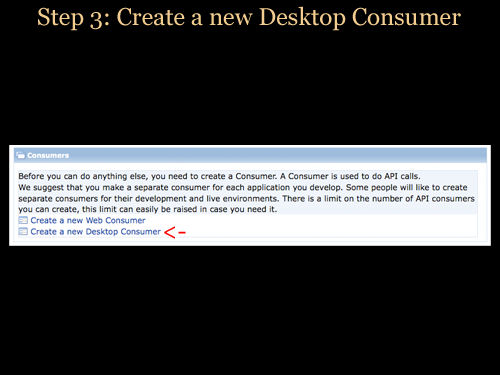 Step 3: Create a new Desktop Consumer
Consumers
Before you can do anything else, you need to create a Consumer. A Consumer is used to do API calls.
We suggest that you make a separate consumer for each application you develop. Some people will like to create
separate consumers for their development and live environments. There is a limit on the number of API consumers
you can create, this limit can easily be raised in case you need it.
Create a new Web Consumer
Create a new Desktop Consumer <-